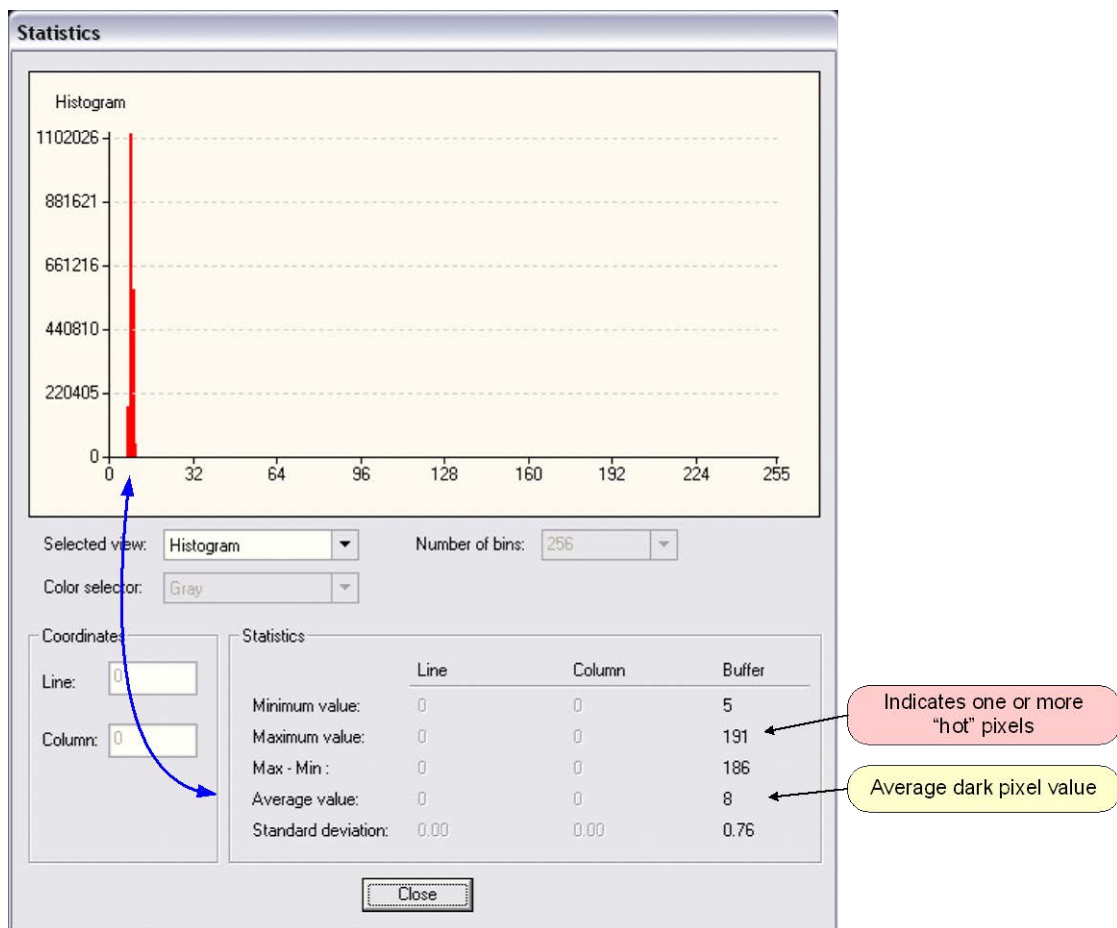 Statistics
Histogram
1102026
881621
661216
440810
220405
0
0 32 64 96 128 160 192 224 255
Selected view: Histogram Number of bins: 256
Color selector: Gray
Coordinates
Line: 0
Column: 0
Statistics
Line Column Buffer
Minimum value: 0 0 5
Maximum value: 0 0 191
Max - Min : 0 0 186
Average value: 0 0 8
Standard deviation: 0.00 0.00 0.76
Indicates one or more
“hot” pixels
Average dark pixel value
Close